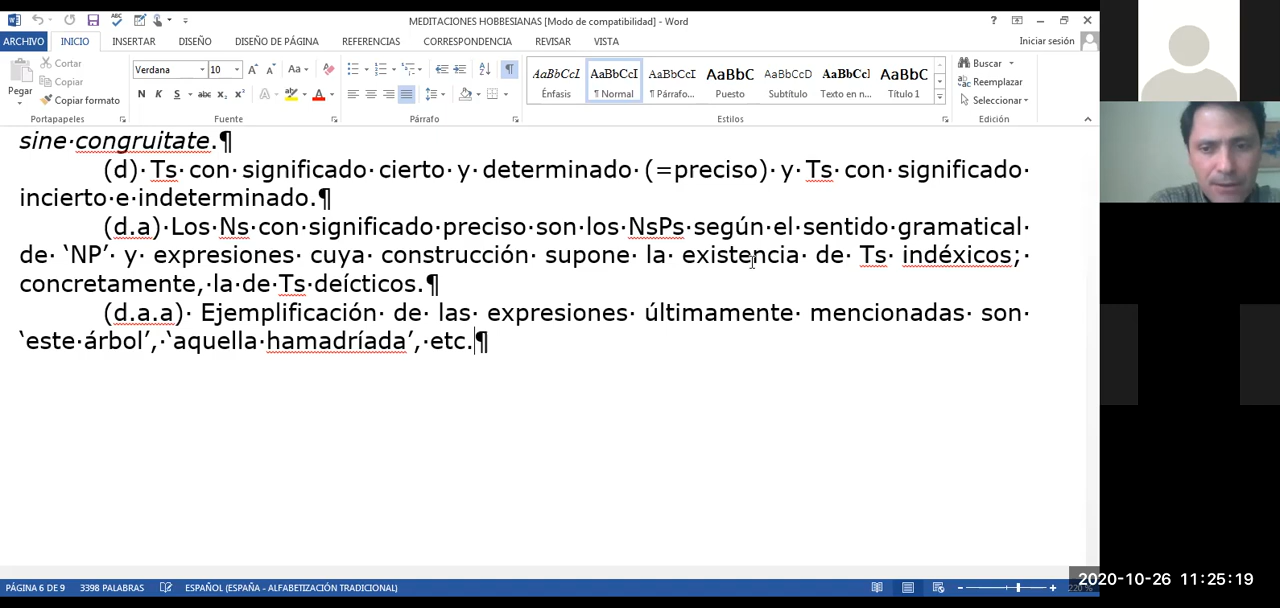 MEDITACIONES HOBBESIANAS [Modo de compatibilidad] - Word
ARCHIVO INICIO INSERTAR DISEÑO DISEÑO DE PÁGINA REFERENCIAS CORRESPONDENCIA REVISAR VISTA Iniciar sesión
Pegar
Cortar
Copiar
Copiar formato
Portapapeles
Verdana 10
Fuente
Párrafo
AaBbCcI Énfasis
AaBbCcI ¶ Normal
AaBbCcI ¶ Párrafo...
AaBbC Puesto
AaBbCcD Subtítulo
AaBbCcI Texto en n...
AaBbC Título 1
Estilos
Buscar
Reemplazar
Seleccionar
Edición
sine·congruitate.¶
(d)· Ts· con· significado· cierto· y· determinado· (=preciso)· y· Ts· con· significado·
incierto·e·indeterminado.¶
(d.a)·Los·Ns·con·significado·preciso·son·los·NsPs·según·el·sentido·gramatical·
de· ‘NP’· y· expresiones· cuya· construcción· supone· la· existencia· de· Ts· indéxicos;·
concretamente,·la·de·Ts·deícticos.¶
(d.a.a)· Ejemplificación· de· las· expresiones· últimamente· mencionadas· son·
‘este·árbol’,·‘aquella·hamadríada’,·etc.¶
PÁGINA 6 DE 9 3398 PALABRAS ESPAÑOL (ESPAÑA - ALFABETIZACIÓN TRADICIONAL) 220 %
2020-10-26 11:25:19